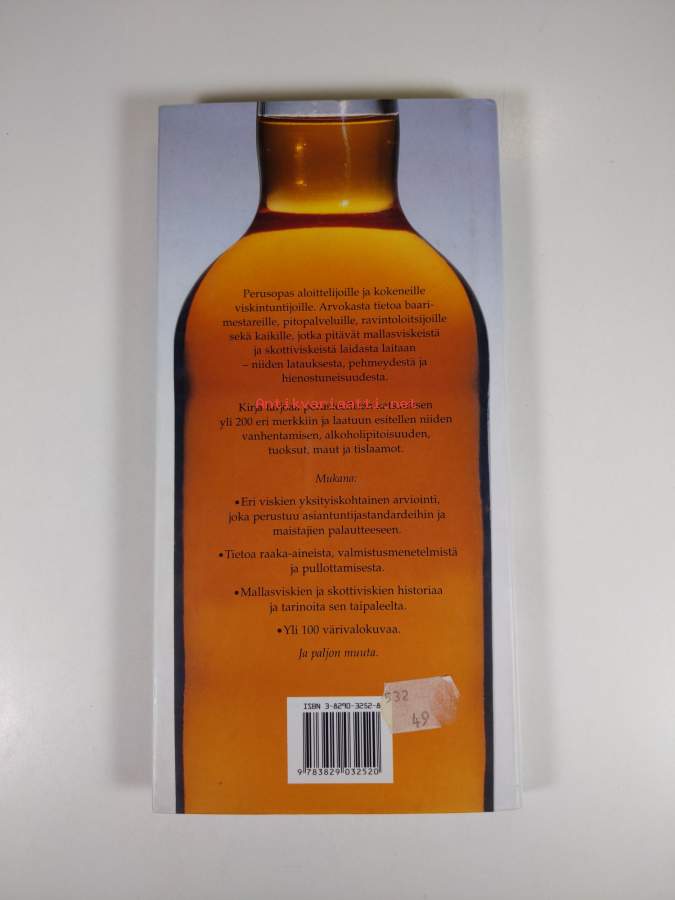 Perusopas aloittelijoille ja kokeneille
viskintuntijoille. Arvokasta tietoa baari-
mestareille, pitopalveluille, ravintoloitsijoille
sekä kaikille, jotka pitävät mallasviskeistä
ja skottiviskeistä laidasta laitaan
– niiden latauksesta, pehmeydestä ja
hienostuneisuudesta.
Antikvariaatti.net
Kirja tarjoaa katsauksen
yli 200 eri merkkiin ja laatuun esitellen niiden
vanhentamisen, alkoholipitoisuuden,
tuoksut, maut ja tislaamot.
Mukana:
•Eri viskien yksityiskohtainen arviointi,
joka perustuu asiantuntijastandardeihin ja
maistajien palautteeseen.
•Tietoa raaka-aineista, valmistusmenetelmistä
ja pullottamisesta.
•Mallasviskien ja skottiviskien historiaa
ja tarinoita sen taipaleelta.
•Yli 100 värivalokuvaa.
Ja paljon muuta.
532
49
ISBN 3-8290-3252-8
9 783829 032520